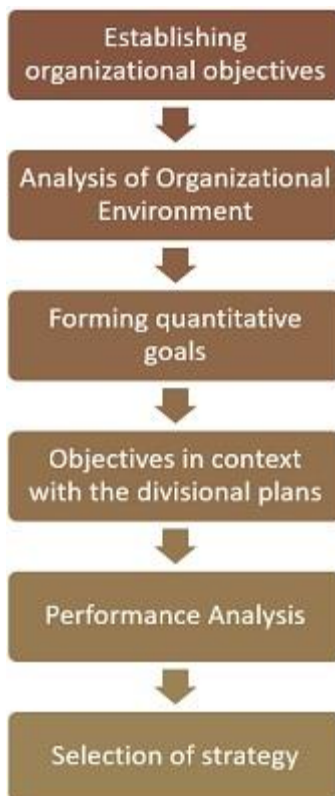 Establishing
organizational objectives
Analysis of Organizational
Environment
Forming quantitative
goals
Objectives in context
with the divisional plans
Performance Analysis
Selection of strategy